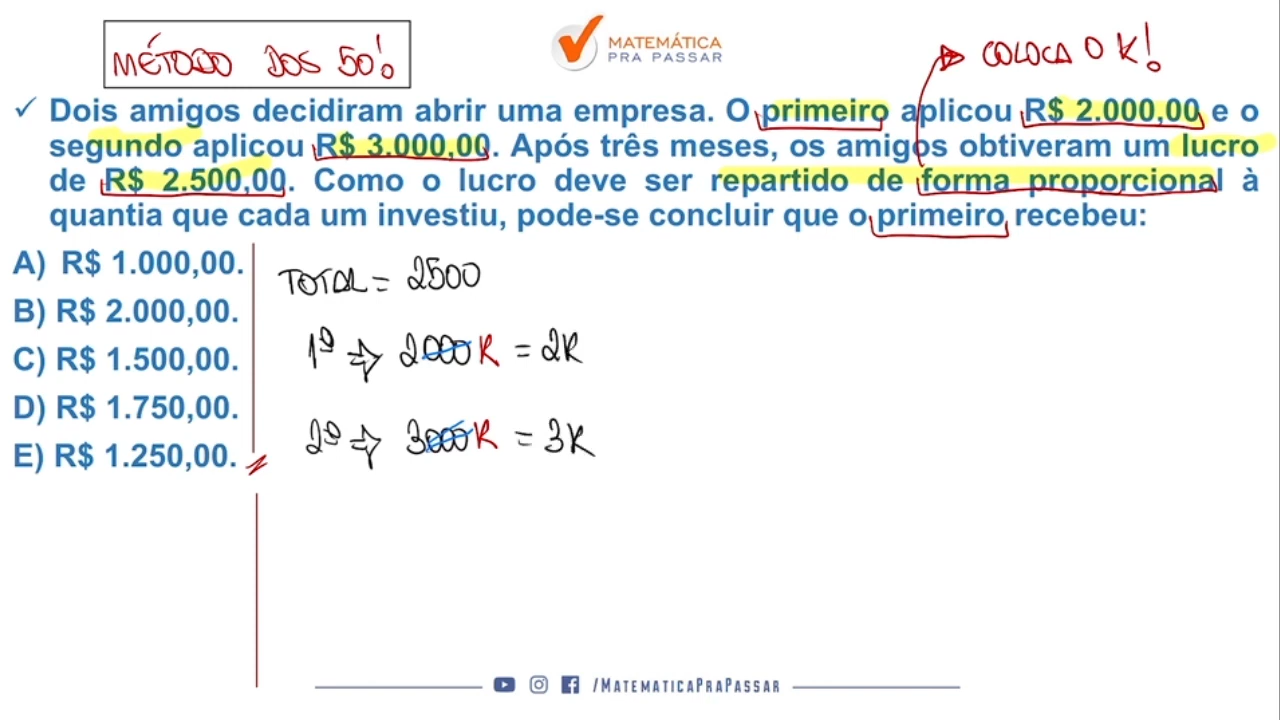 MÉTODO DOS 50!
MATEMÁTICA
PRA PASSAR
COLOCA O K!
✓ Dois amigos decidiram abrir uma empresa. O primeiro aplicou R$ 2.000,00 e o
segundo aplicou R$ 3.000,00. Após três meses, os amigos obtiveram um lucro
de R$ 2.500,00. Como o lucro deve ser repartido de forma proporcional à
quantia que cada um investiu, pode-se concluir que o primeiro recebeu:
A) R$ 1.000,00.
B) R$ 2.000,00.
C) R$ 1.500,00.
D) R$ 1.750,00.
E) R$ 1.250,00.
TOTAL = 2500
1º ⇒ 2000K = 2K
2º ⇒ 3000K = 3K
/MATEMATICAPRAPASSAR